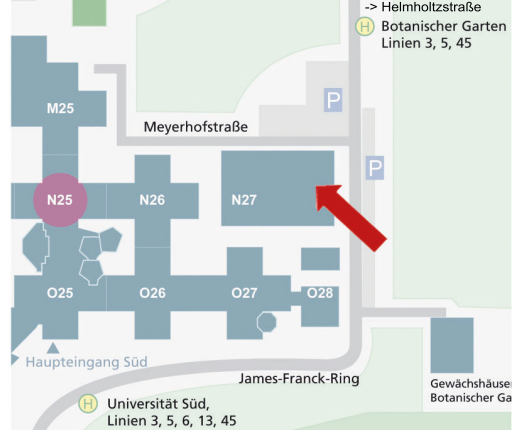 -> Helmholtzstraße
H Botanischer Garten
Linien 3, 5, 45
M25
P
Meyerhofstraße
P
N25
N26
N27
O25
O26
O27
O28
Haupteingang Süd
James-Franck-Ring
Gewächshäuser
Botanischer Ga
H Universität Süd,
Linien 3, 5, 6, 13, 45